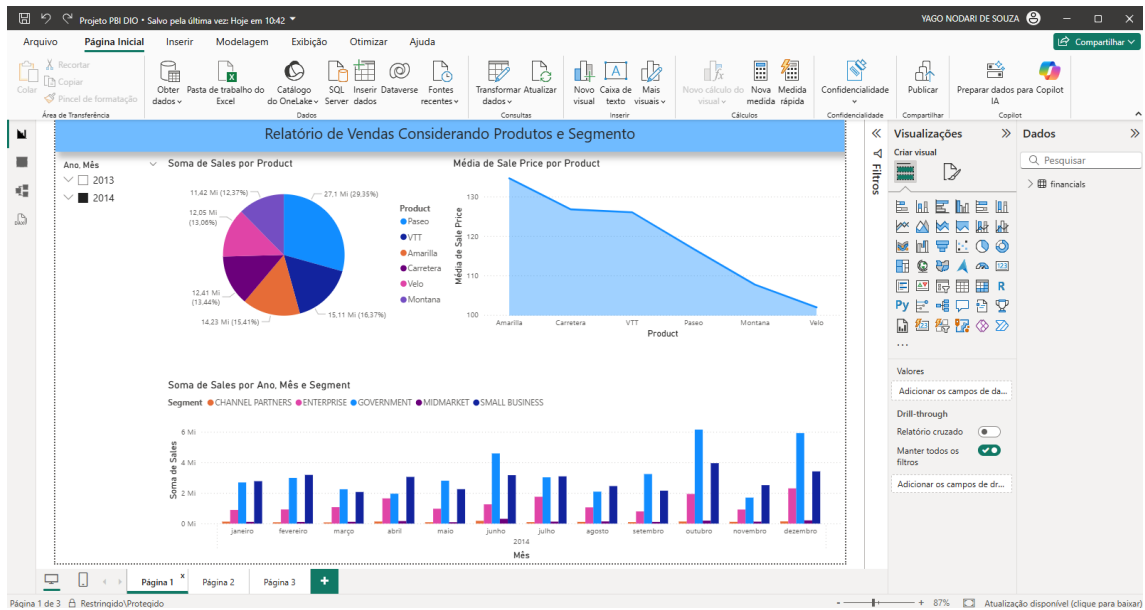 Projeto PBI DIO • Salvo pela última vez: Hoje em 10:42
YAGO NODARI DE SOUZA
Arquivo Página Inicial Inserir Modelagem Exibição Otimizar Ajuda
Compartilhar
Colar
Recortar
Copiar
Pincel de formatação
Obter dados
Pasta de trabalho do Excel
Catálogo do OneLake
SQL Server
Inserir dados
Dataverse
Fontes recentes
Transformar dados
Atualizar
Novo visual
Caixa de texto
Mais visuais
Novo cálculo do visual
Nova medida
Medida rápida
Confidencialidade
Publicar
Preparar dados para Copilot IA
Área de Transferência
Dados
Consultas
Inserir
Cálculos
Confidencialidade
Compartilhar
Copilot
Relatório de Vendas Considerando Produtos e Segmento
Ano, Mês
2013
2014
Soma de Sales por Product
11,42 Mi (12,37%)
27,1 Mi (29,35%)
12,05 Mi
(13,06%)
12,41 Mi
(13,44%)
14,23 Mi (15,41%)
15,11 Mi (16,37%)
Product
Paseo
VTT
Amarilla
Carretera
Velo
Montana
Média de Sale Price por Product
Média de Sale Price
130
120
110
100
Amarilla Carretera VTT Paseo Montana Velo
Product
Soma de Sales por Ano, Mês e Segment
Segment CHANNEL PARTNERS ENTERPRISE GOVERNMENT MIDMARKET SMALL BUSINESS
Soma de Sales
6 Mi
4 Mi
2 Mi
0 Mi
janeiro fevereiro março abril maio junho julho agosto setembro outubro novembro dezembro
2014
Mês
Filtros
Visualizações
Criar visual
123
R
Py
...
Valores
Adicionar os campos de da...
Drill-through
Relatório cruzado
Manter todos os
filtros
Adicionar os campos de dr...
Dados
Pesquisar
financials
Página 1 Página 2 Página 3
Página 1 de 3 Restringido\Protegido
- + 87% Atualização disponível (clique para baixar)